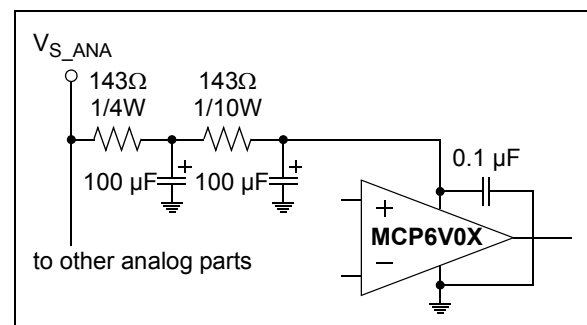 V_S_ANA
143Ω 143Ω
1/4W 1/10W
0.1 µF
100 µF + 100 µF +
+
MCP6V0X
−
to other analog parts